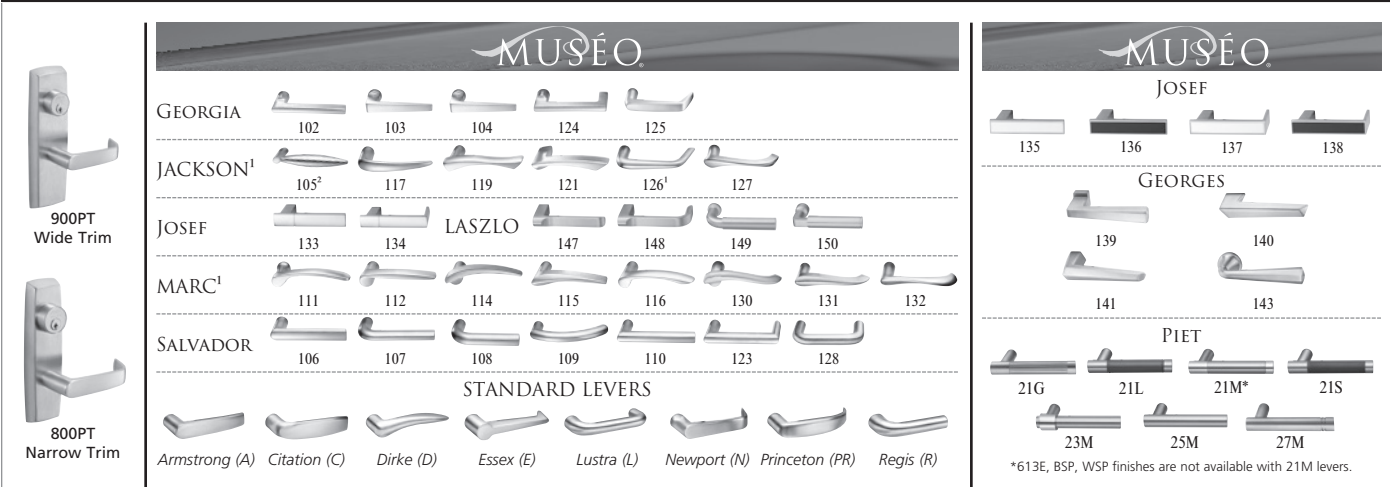 900PT
Wide Trim
800PT
Narrow Trim
MUSÉO®
GEORGIA
102 103 104 124 125
JACKSON¹
105² 117 119 121 126¹ 127
JOSEF
133 134
LASZLO
147 148 149 150
MARC¹
111 112 114 115 116 130 131 132
SALVADOR
106 107 108 109 110 123 128
STANDARD LEVERS
Armstrong (A) Citation (C) Dirke (D) Essex (E) Lustra (L) Newport (N) Princeton (PR) Regis (R)
MUSÉO®
JOSEF
135 136 137 138
GEORGES
139 140
141 143
PIET
21G 21L 21M* 21S
23M 25M 27M
*613E, BSP, WSP finishes are not available with 21M levers.